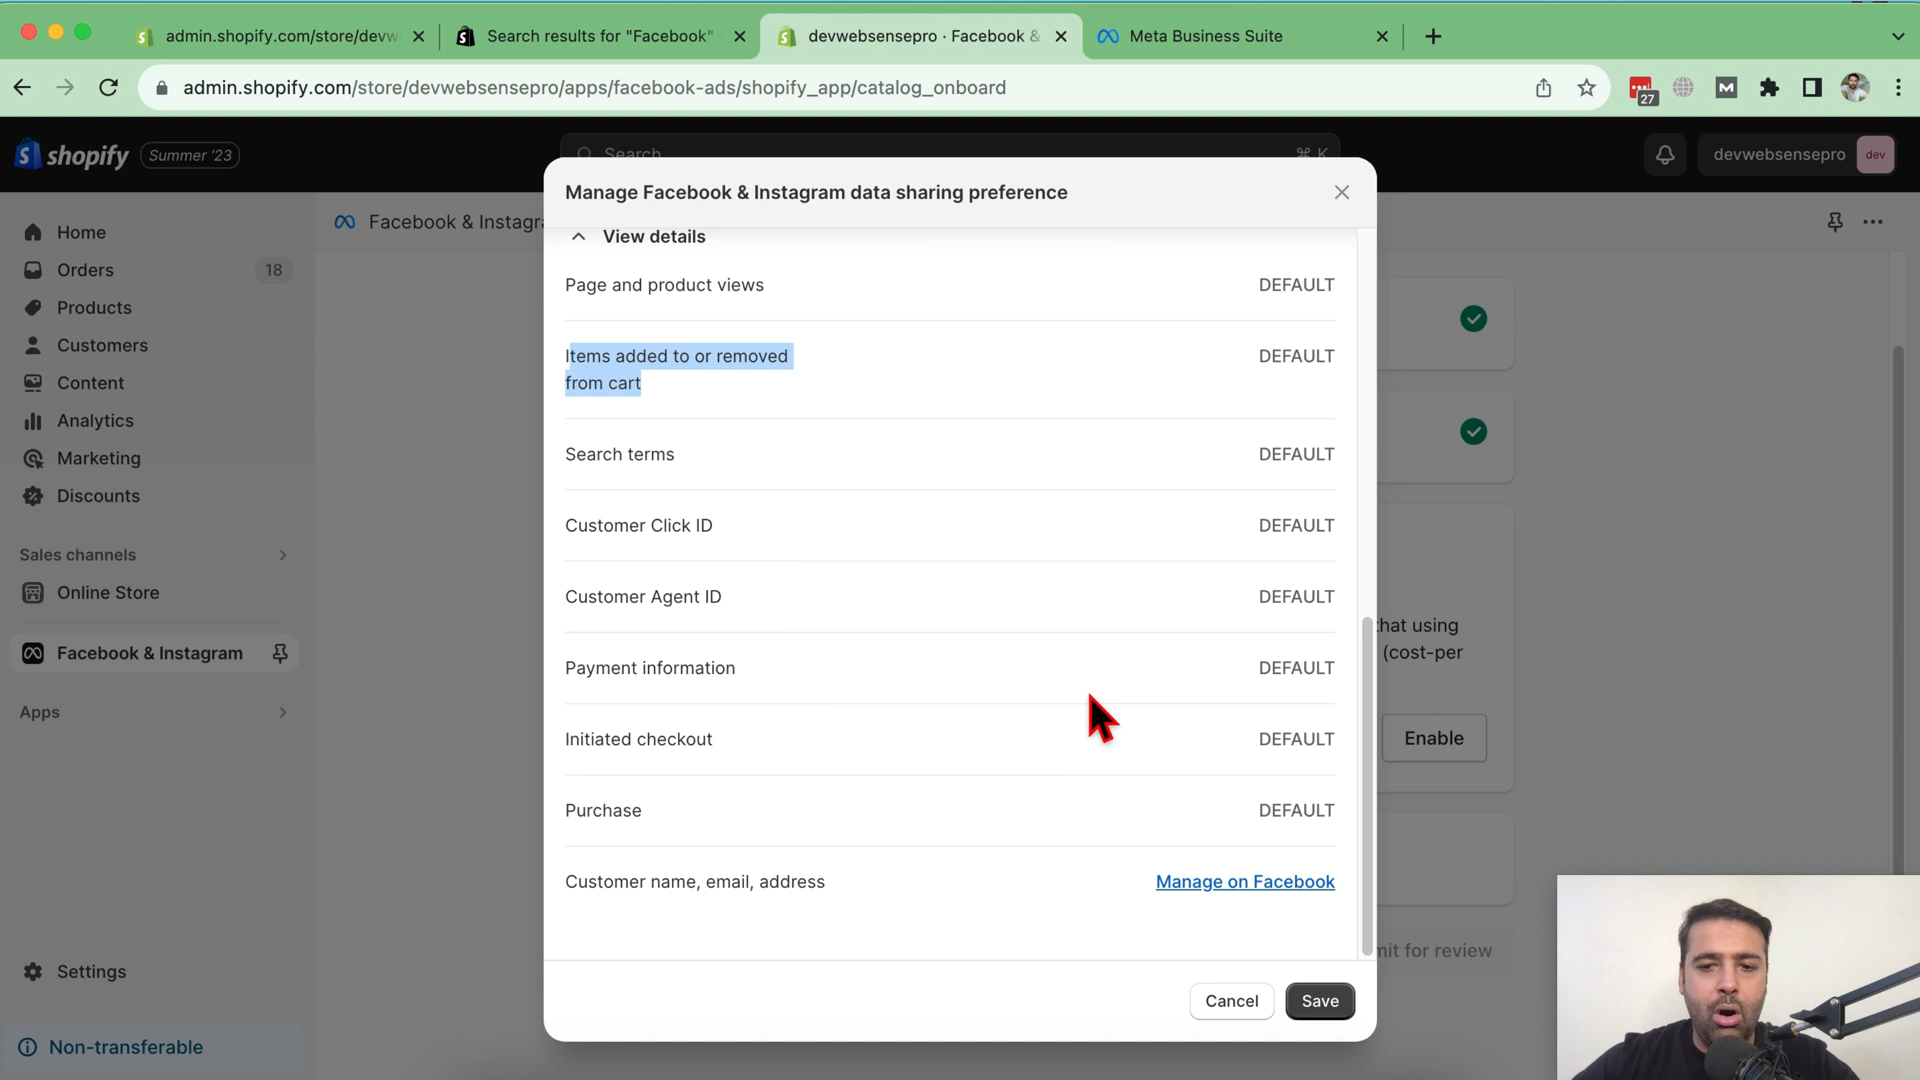 admin.shopify.com/store/devw
Search results for "Facebook"
devwebsensepro · Facebook &
Meta Business Suite
admin.shopify.com/store/devwebsensepro/apps/facebook-ads/shopify_app/catalog_onboard
27
shopify
Summer '23
Search
⌘ K
devwebsensepro
dev
Home
Orders
18
Products
Customers
Content
Analytics
Marketing
Discounts
Sales channels
Online Store
Facebook & Instagram
Apps
Settings
Non-transferable
Facebook & Instagra
Manage Facebook & Instagram data sharing preference
View details
Page and product views DEFAULT
Items added to or removed DEFAULT
from cart
Search terms DEFAULT
Customer Click ID DEFAULT
Customer Agent ID DEFAULT
Payment information DEFAULT
Initiated checkout DEFAULT
Purchase DEFAULT
Customer name, email, address Manage on Facebook
Cancel
Save
that using
(cost-per
Enable
mit for review